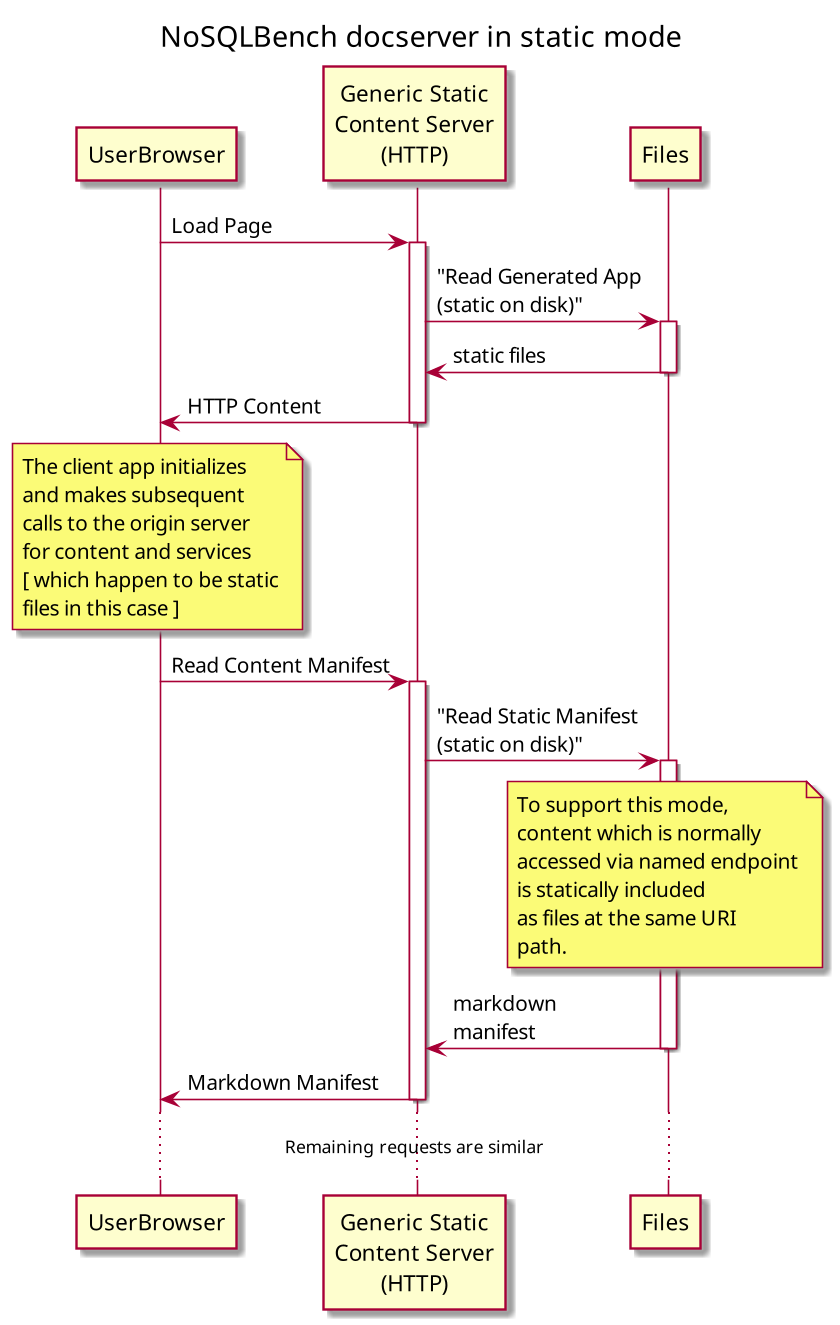 NoSQLBench docserver in static mode
UserBrowser
Generic Static
Content Server
(HTTP)
Files
Load Page
"Read Generated App
(static on disk)"
static files
HTTP Content
The client app initializes
and makes subsequent
calls to the origin server
for content and services
[ which happen to be static
files in this case ]
Read Content Manifest
"Read Static Manifest
(static on disk)"
To support this mode,
content which is normally
accessed via named endpoint
is statically included
as files at the same URI
path.
markdown
manifest
Markdown Manifest
Remaining requests are similar
UserBrowser
Generic Static
Content Server
(HTTP)
Files